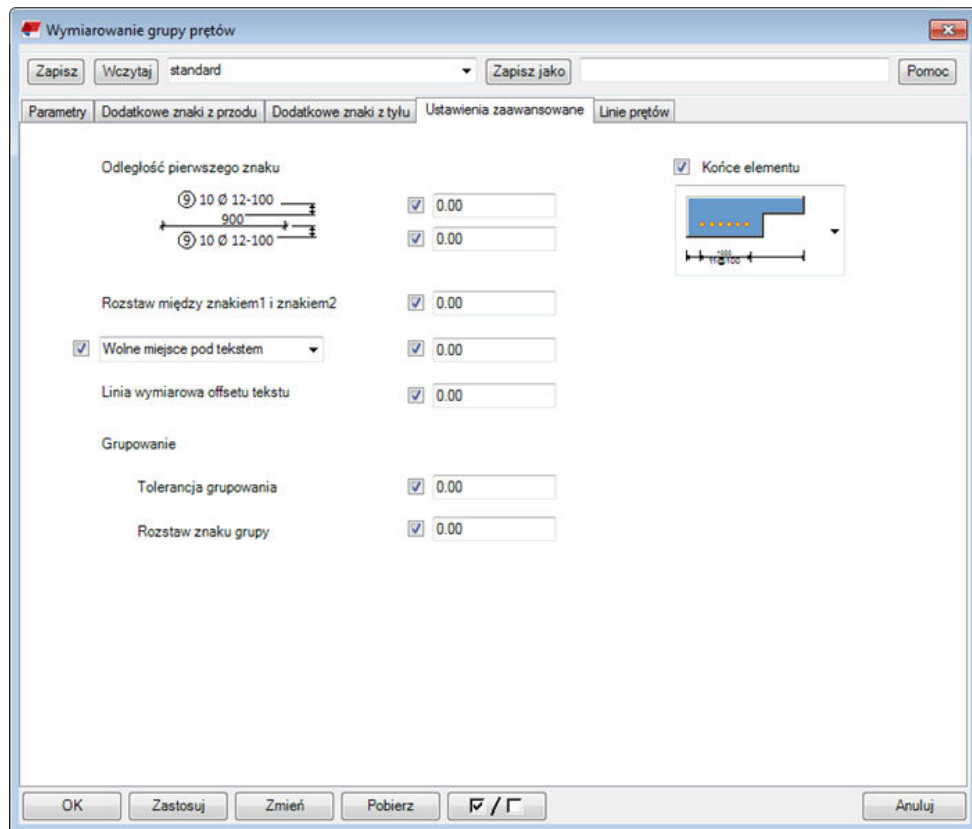 Wymiarowanie grupy prętów
Zapisz Wczytaj standard Zapisz jako Pomoc
Parametry Dodatkowe znaki z przodu Dodatkowe znaki z tyłu Ustawienia zaawansowane Linie prętów
Odległość pierwszego znaku Końce elementu
9 10 Ø 12-100 0.00
900
9 10 Ø 12-100 0.00
Rozstaw między znakiem1 i znakiem2 0.00
Wolne miejsce pod tekstem 0.00
Linia wymiarowa offsetu tekstu 0.00
Grupowanie
Tolerancja grupowania 0.00
Rozstaw znaku grupy 0.00
OK Zastosuj Zmień Pobierz / Anuluj